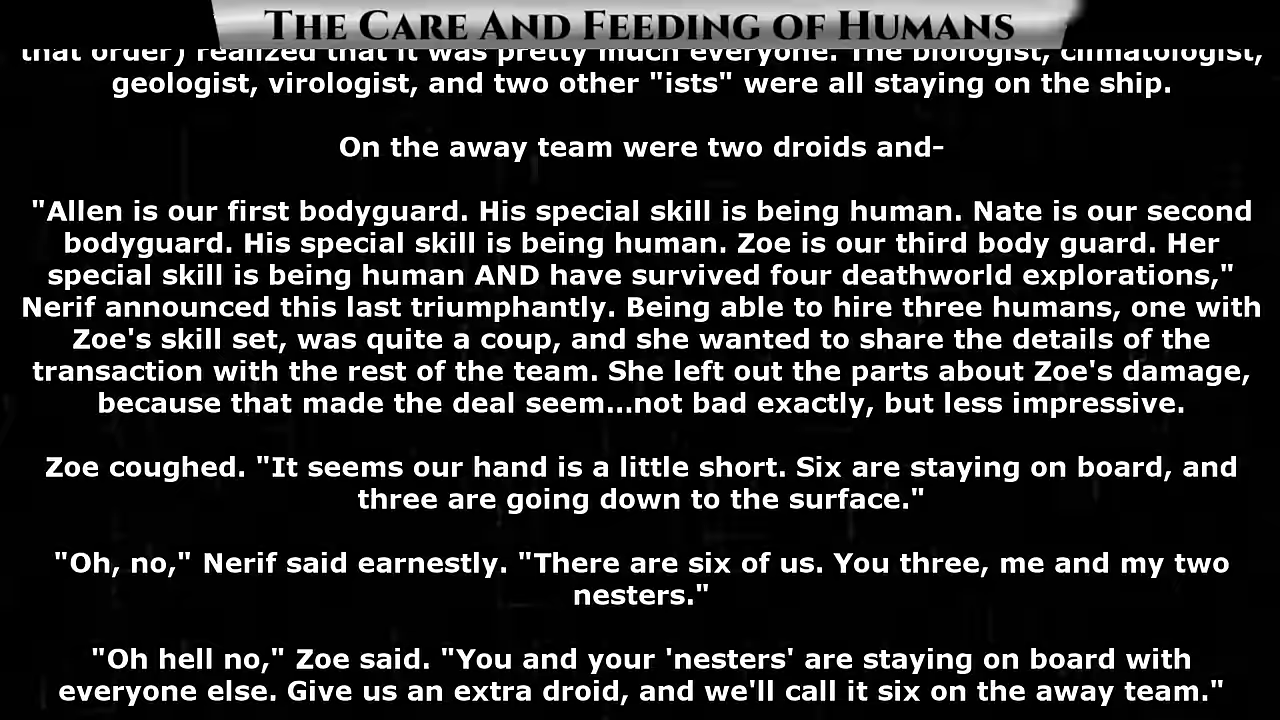 The Care And Feeding of Humans
that order) realized that it was pretty much everyone. The biologist, climatologist,
geologist, virologist, and two other "ists" were all staying on the ship.
On the away team were two droids and-
"Allen is our first bodyguard. His special skill is being human. Nate is our second
bodyguard. His special skill is being human. Zoe is our third body guard. Her
special skill is being human AND have survived four deathworld explorations,"
Nerif announced this last triumphantly. Being able to hire three humans, one with
Zoe's skill set, was quite a coup, and she wanted to share the details of the
transaction with the rest of the team. She left out the parts about Zoe's damage,
because that made the deal seem...not bad exactly, but less impressive.
Zoe coughed. "It seems our hand is a little short. Six are staying on board, and
three are going down to the surface."
"Oh, no," Nerif said earnestly. "There are six of us. You three, me and my two
nesters."
"Oh hell no," Zoe said. "You and your 'nesters' are staying on board with
everyone else. Give us an extra droid, and we'll call it six on the away team."